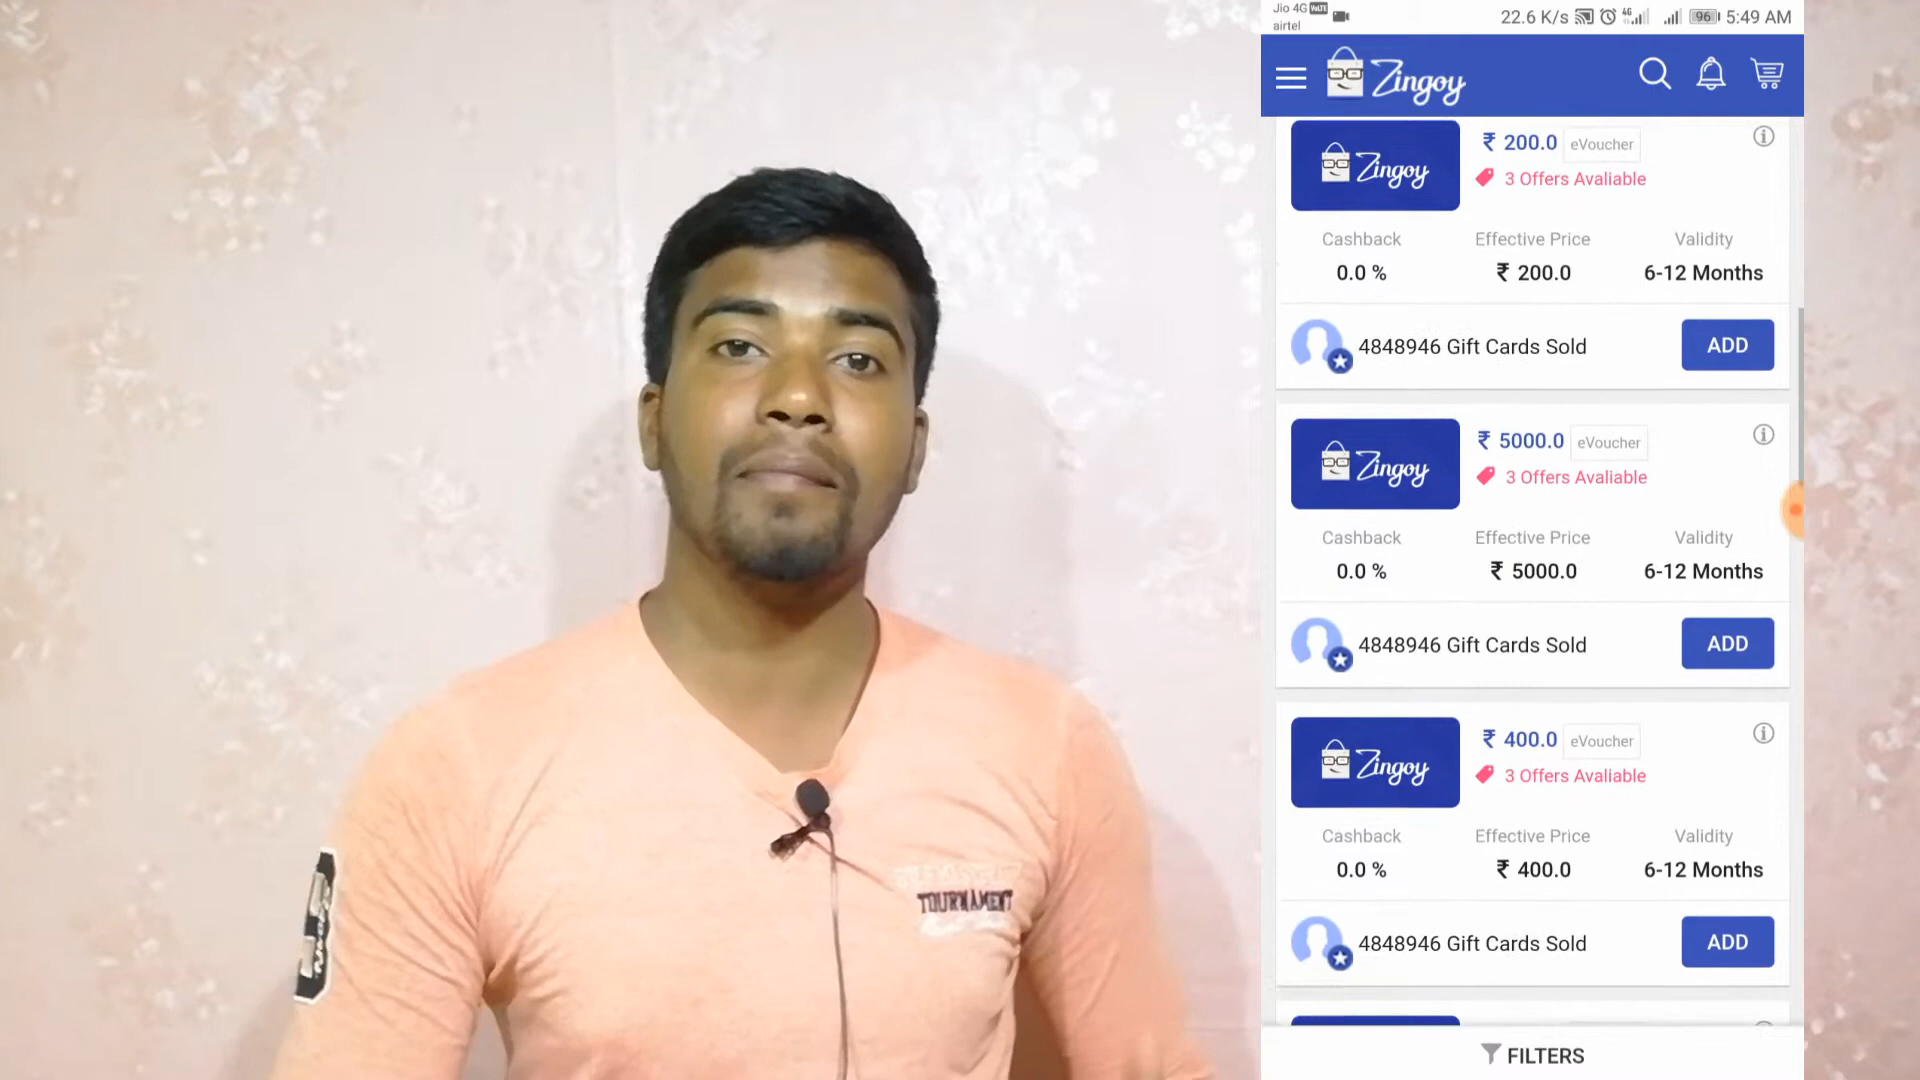 Jio 4G VoLTE
airtel
22.6 K/s 4G 96 5:49 AM
Zingoy
Zingoy
₹ 200.0 eVoucher
3 Offers Avaliable
Cashback Effective Price Validity
0.0 % ₹ 200.0 6-12 Months
4848946 Gift Cards Sold ADD
Zingoy
₹ 5000.0 eVoucher
3 Offers Avaliable
Cashback Effective Price Validity
0.0 % ₹ 5000.0 6-12 Months
4848946 Gift Cards Sold ADD
Zingoy
₹ 400.0 eVoucher
3 Offers Avaliable
Cashback Effective Price Validity
0.0 % ₹ 400.0 6-12 Months
4848946 Gift Cards Sold ADD
FILTERS
TOURNAMENT